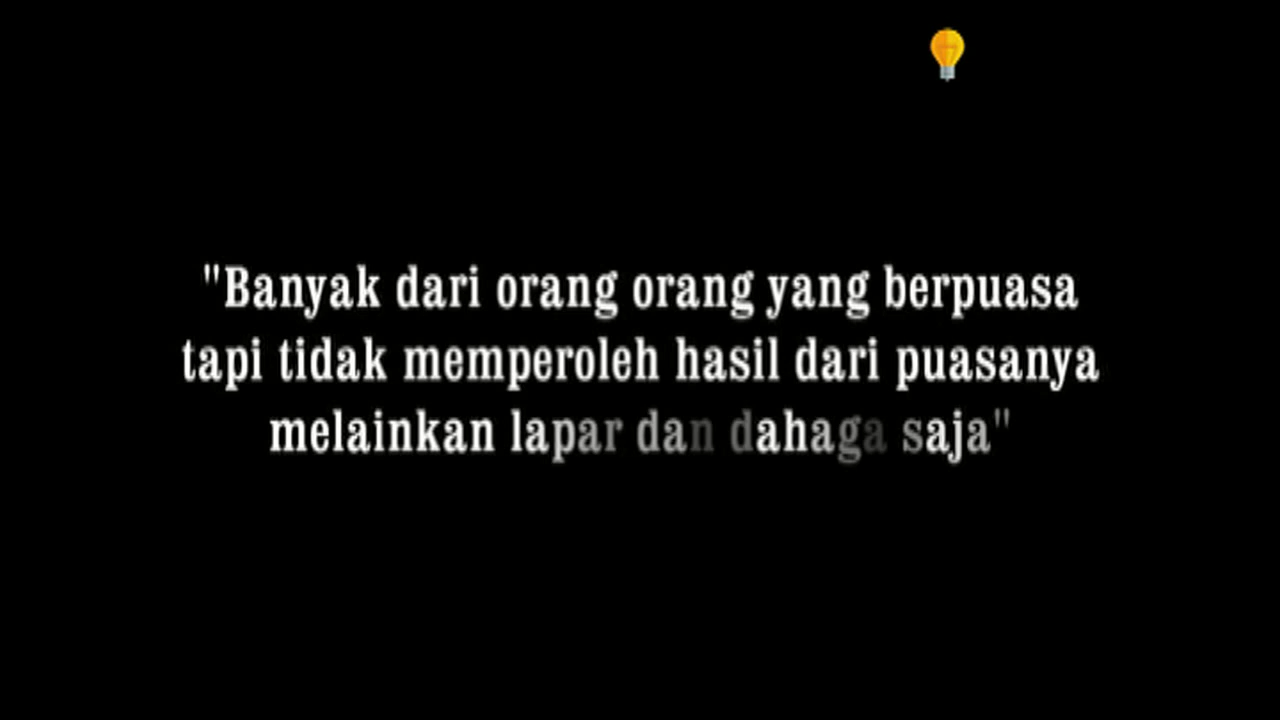 "Banyak dari orang orang yang berpuasa
tapi tidak memperoleh hasil dari puasanya
melainkan lapar dan dahaga saja"